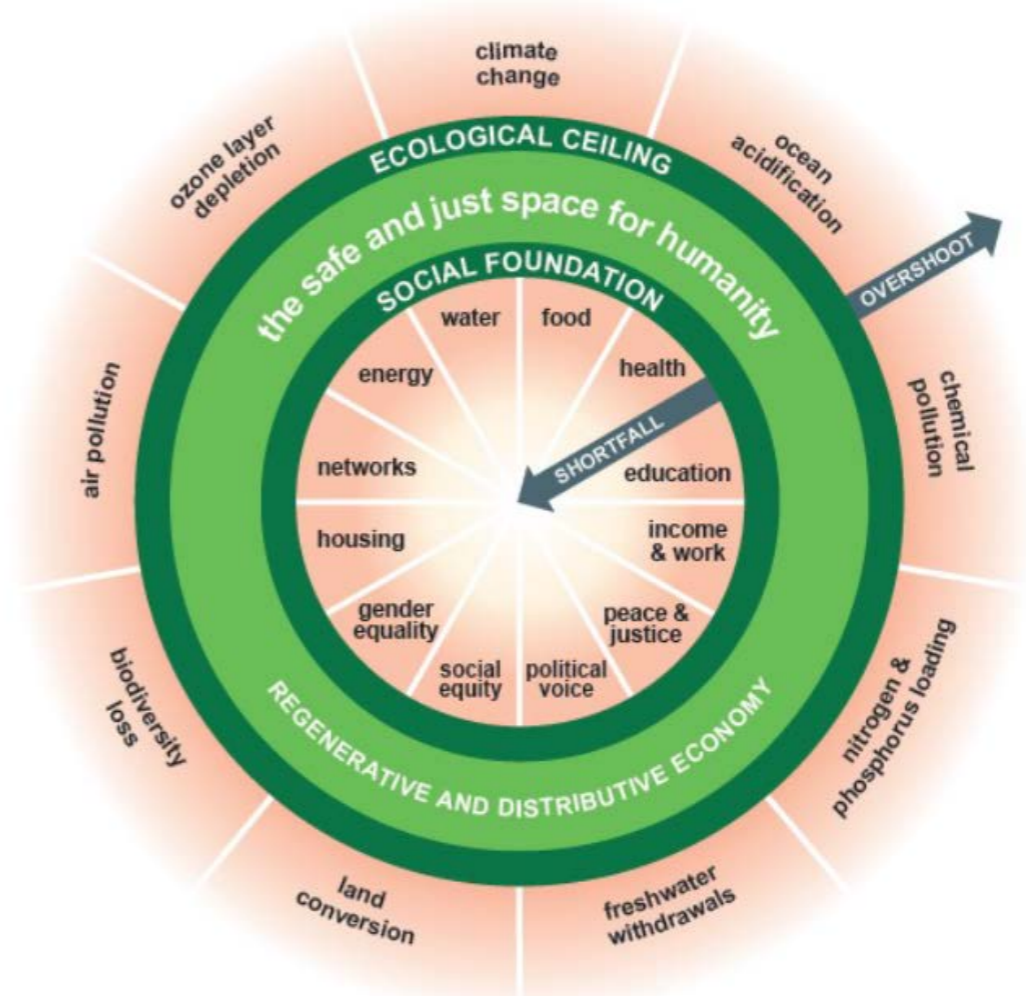 climate
change
ocean
acidification
chemical
pollution
nitrogen &
phosphorus loading
freshwater
withdrawals
land
conversion
biodiversity
loss
air pollution
ozone layer
depletion
ECOLOGICAL CEILING
OVERSHOOT
the safe and just space for humanity
SOCIAL FOUNDATION
water
food
health
SHORTFALL
education
income
& work
peace &
justice
political
voice
social
equity
gender
equality
housing
networks
energy
REGENERATIVE AND DISTRIBUTIVE ECONOMY